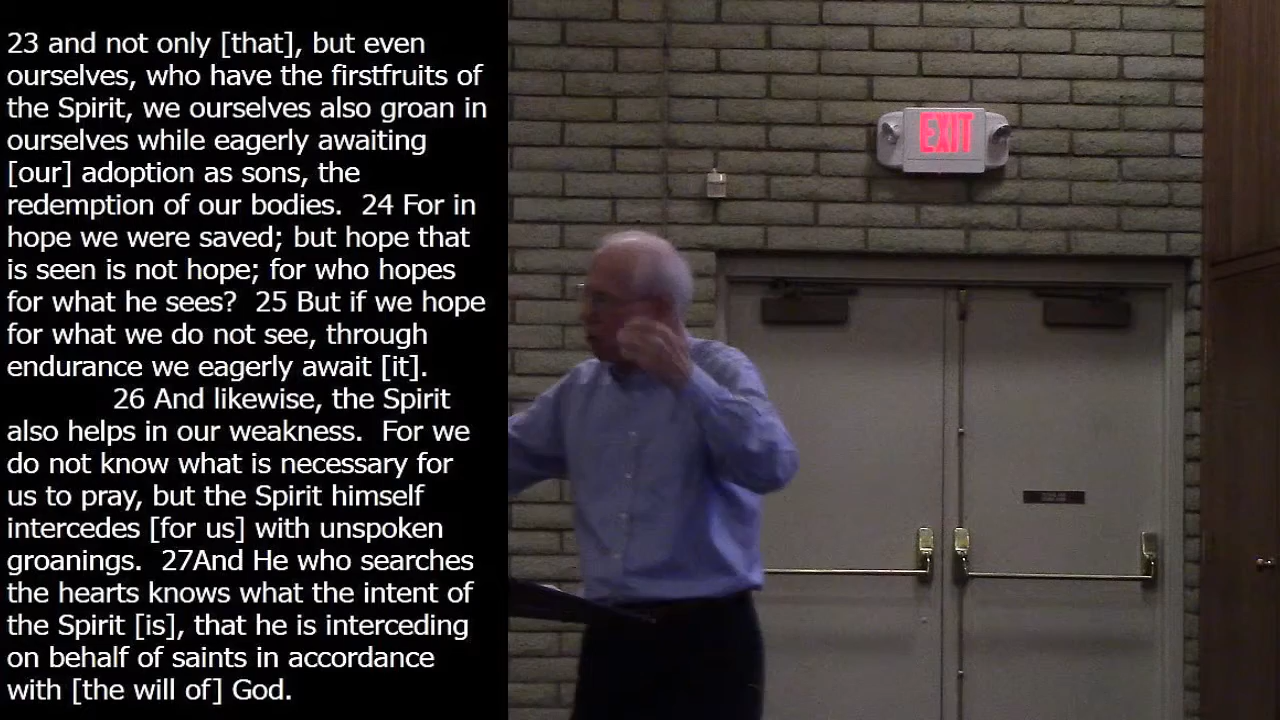 23 and not only [that], but even
ourselves, who have the firstfruits of
the Spirit, we ourselves also groan in
ourselves while eagerly awaiting
[our] adoption as sons, the
redemption of our bodies.  24 For in
hope we were saved; but hope that
is seen is not hope; for who hopes
for what he sees?  25 But if we hope
for what we do not see, through
endurance we eagerly await [it].
26 And likewise, the Spirit
also helps in our weakness.  For we
do not know what is necessary for
us to pray, but the Spirit himself
intercedes [for us] with unspoken
groanings.  27And He who searches
the hearts knows what the intent of
the Spirit [is], that he is interceding
on behalf of saints in accordance
with [the will of] God.
EXIT